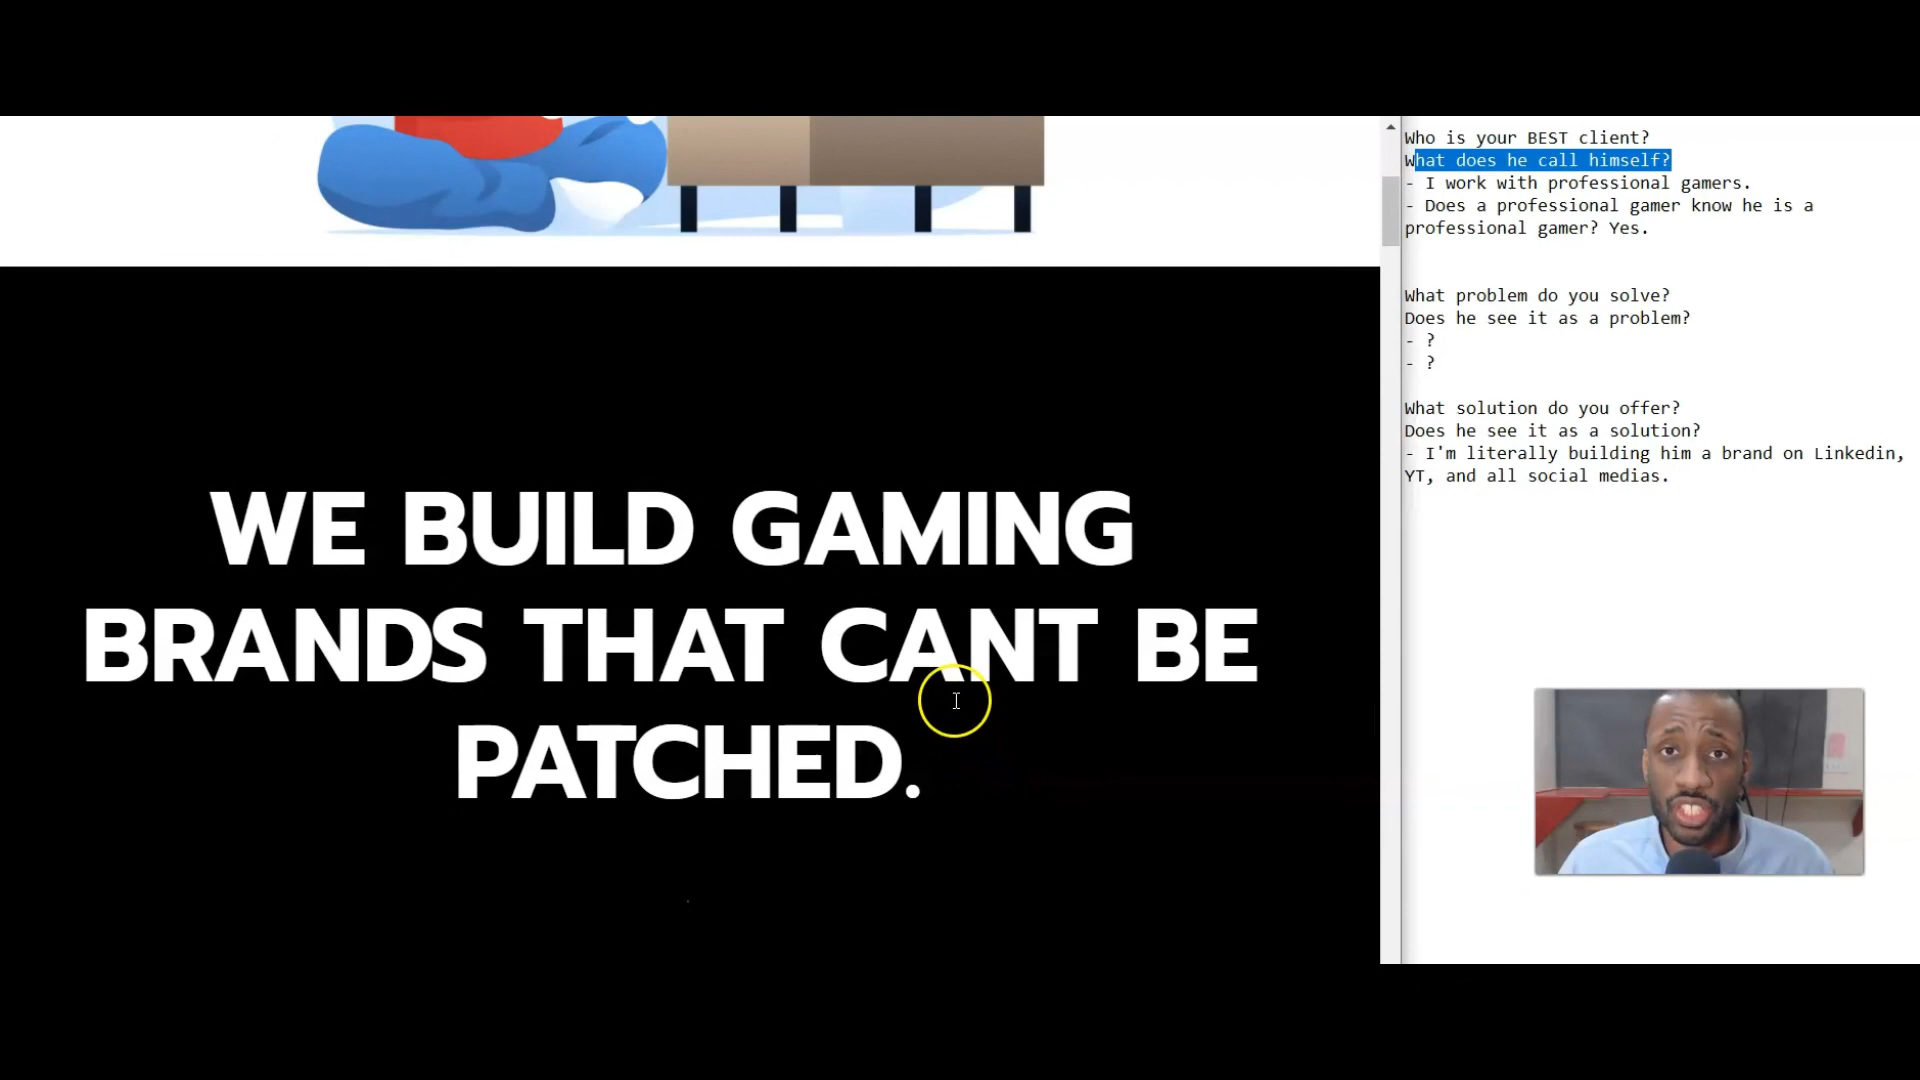 WE BUILD GAMING
BRANDS THAT CANT BE
PATCHED.
Who is your BEST client?
What does he call himself?
- I work with professional gamers.
- Does a professional gamer know he is a
professional gamer? Yes.
What problem do you solve?
Does he see it as a problem?
- ?
- ?
What solution do you offer?
Does he see it as a solution?
- I'm literally building him a brand on Linkedin,
YT, and all social medias.